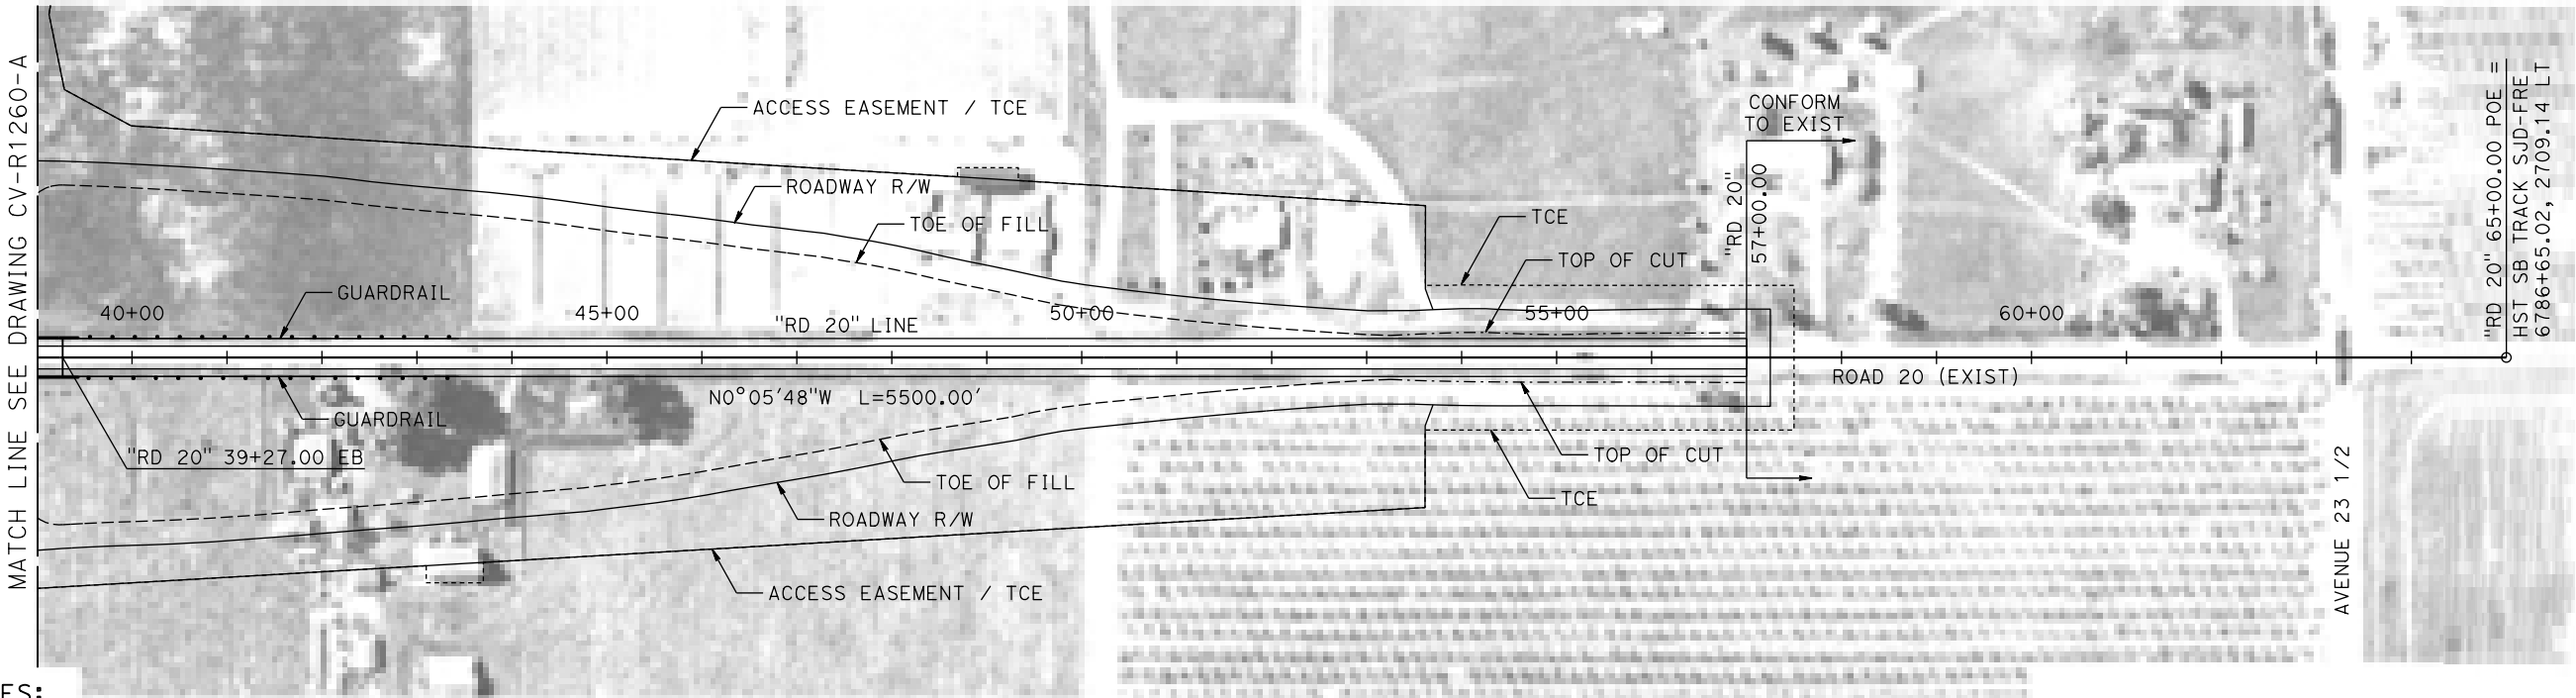 MATCH LINE SEE DRAWING CV-R1260-A
ACCESS EASEMENT / TCE
ROADWAY R/W
TOE OF FILL
TCE
TOP OF CUT
CONFORM
TO EXIST
"RD 20"
57+00.00
"RD 20" 65+00.00 POE =
HST SB TRACK SJD-FRE
6786+65.02, 2709.14 LT
GUARDRAIL
40+00
45+00
"RD 20" LINE
50+00
55+00
60+00
N0°05'48"W L=5500.00'
ROAD 20 (EXIST)
GUARDRAIL
"RD 20" 39+27.00 EB
TOE OF FILL
ROADWAY R/W
ACCESS EASEMENT / TCE
TOP OF CUT
TCE
AVENUE 23 1/2
ES: